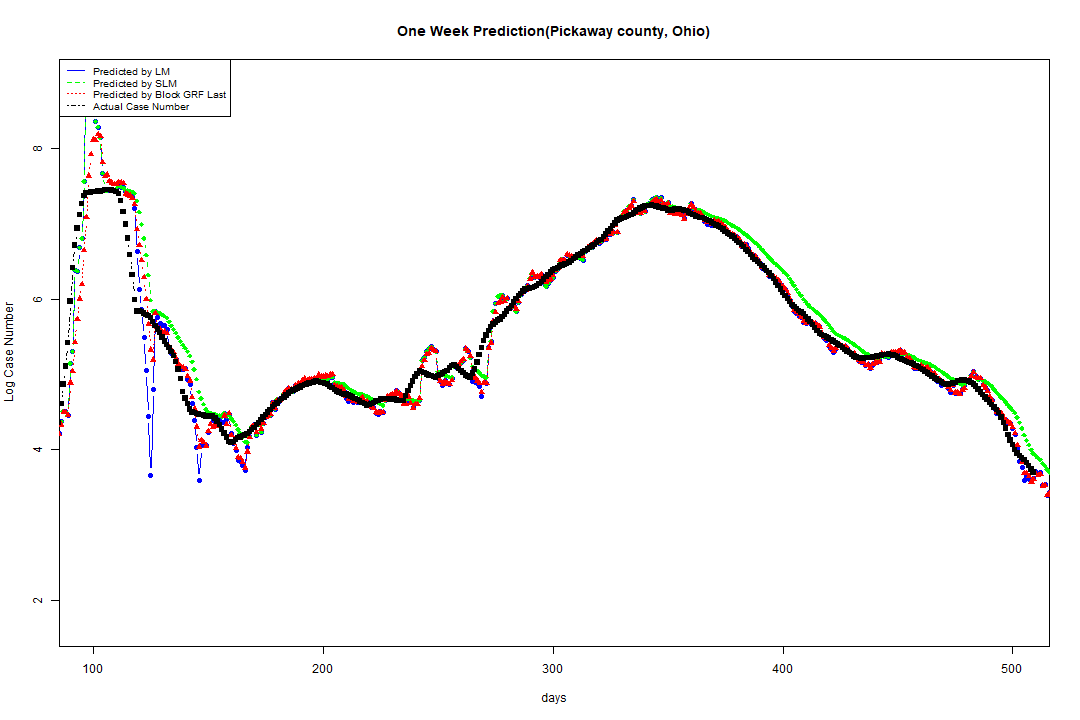 One Week Prediction(Pickaway county, Ohio)
Predicted by LM
Predicted by SLM
Predicted by Block GRF Last
Actual Case Number
8
6
4
2
Log Case Number
100 200 300 400 500
days